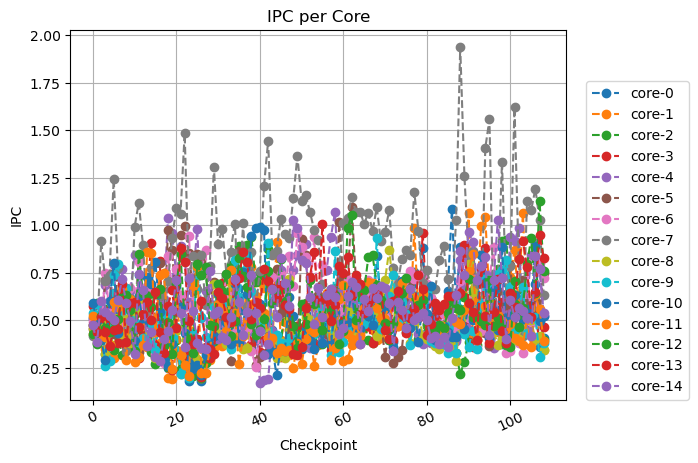 IPC per Core
2.00
1.75
1.50
1.25
1.00
0.75
0.50
0.25
IPC
0
20
40
60
80
100
Checkpoint
core-0
core-1
core-2
core-3
core-4
core-5
core-6
core-7
core-8
core-9
core-10
core-11
core-12
core-13
core-14